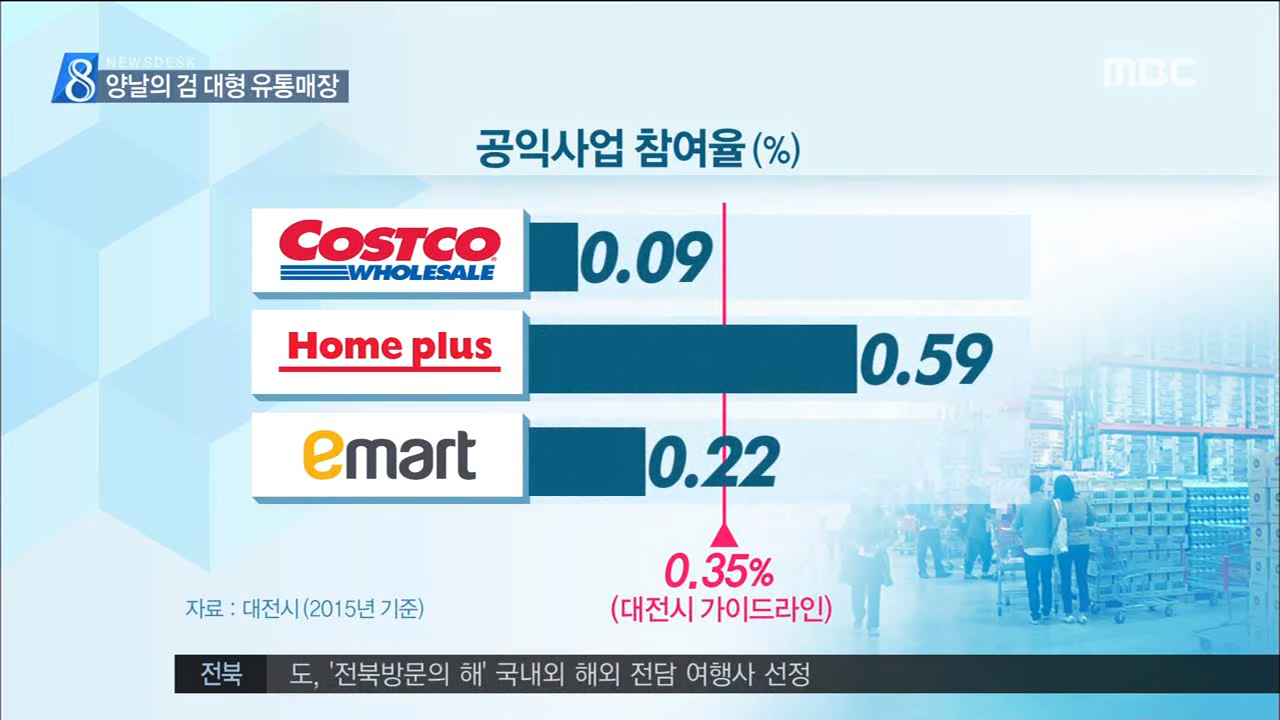 NEWSDESK
8 양날의 검 대형 유통매장
MBC
공익사업 참여율(%)
COSTCO
WHOLESALE
0.09
Home plus
0.59
emart
0.22
0.35%
(대전시 가이드라인)
자료 : 대전시(2015년 기준)
전북 도, '전북방문의 해' 국내외 해외 전담 여행사 선정